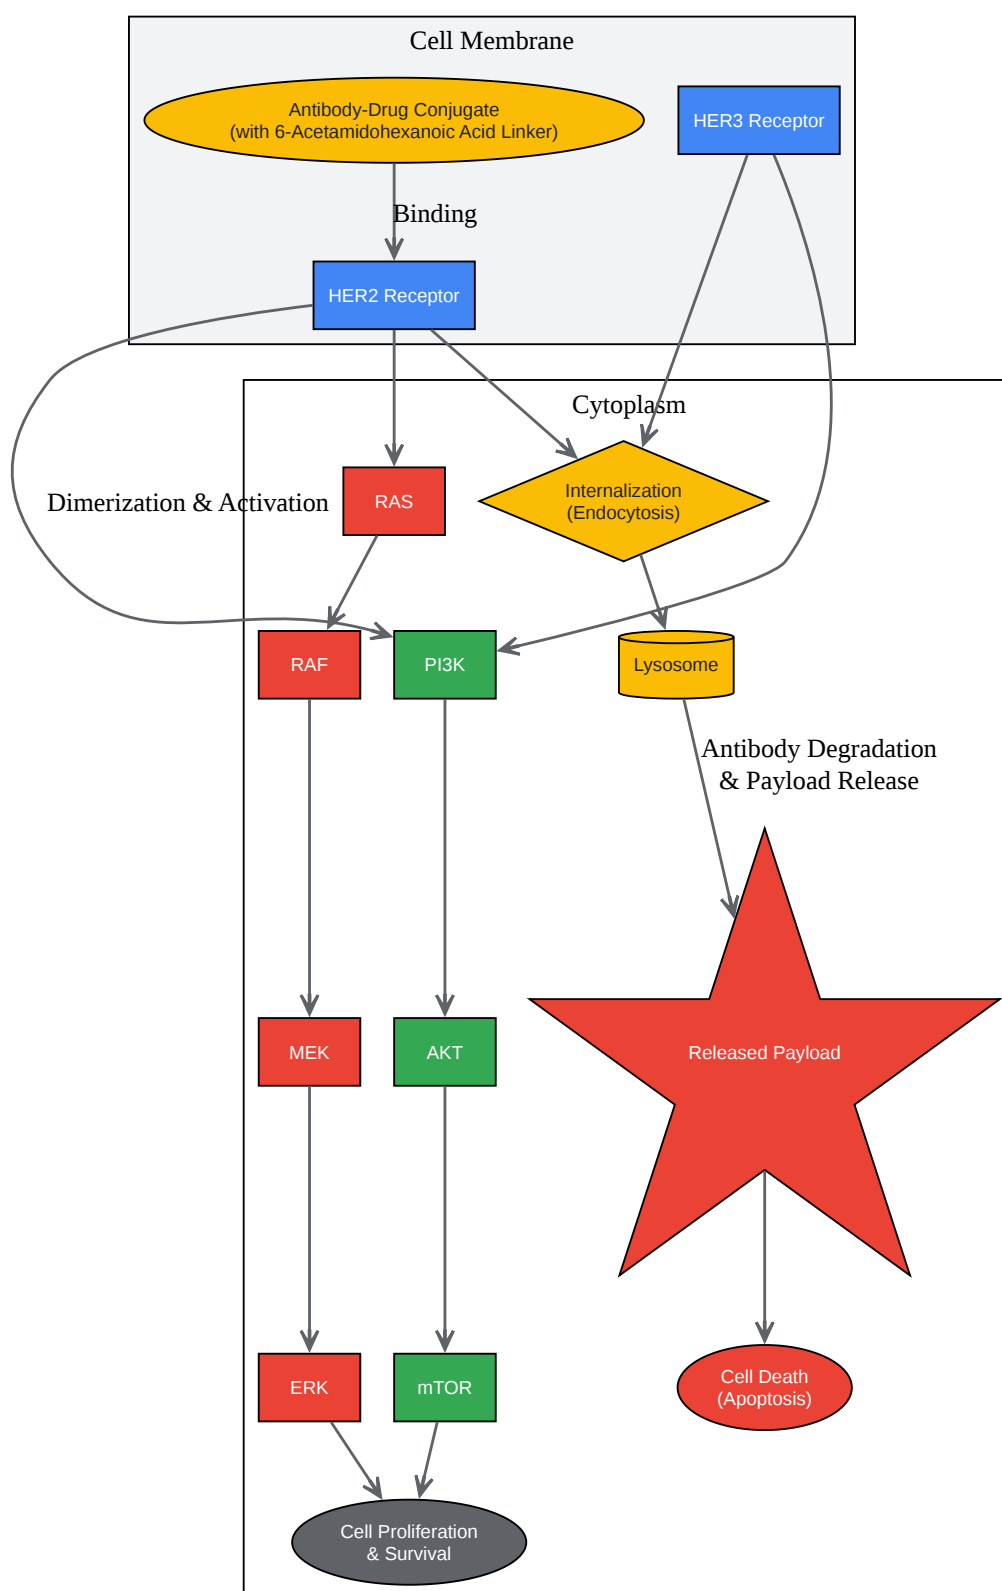 Cell Membrane
Antibody-Drug Conjugate
(with 6-Acetamidohexanoic Acid Linker)
HER3 Receptor
Binding
HER2 Receptor
Cytoplasm
Dimerization & Activation
RAS
Internalization
(Endocytosis)
RAF
PI3K
Lysosome
Antibody Degradation
& Payload Release
MEK
AKT
Released Payload
ERK
mTOR
Cell Death
(Apoptosis)
Cell Proliferation
& Survival